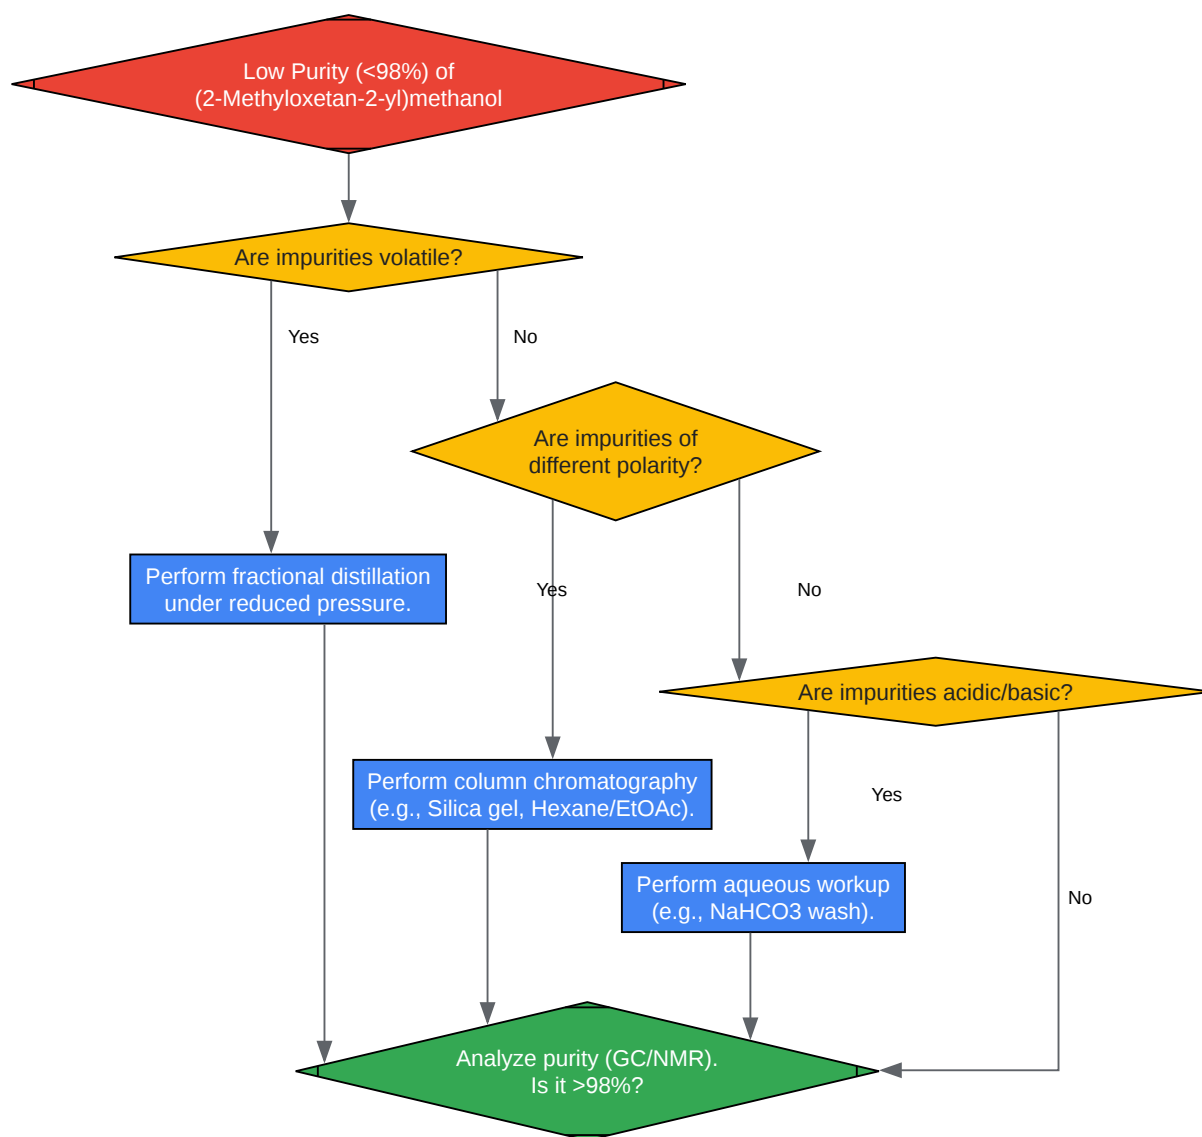 Low Purity (<98%) of
(2-Methyloxetan-2-yl)methanol
Are impurities volatile?
Yes
No
Are impurities of
different polarity?
Perform fractional distillation
under reduced pressure.
Yes
No
Are impurities acidic/basic?
Perform column chromatography
(e.g., Silica gel, Hexane/EtOAc).
Yes
Perform aqueous workup
(e.g., NaHCO3 wash).
No
Analyze purity (GC/NMR).
Is it >98%?